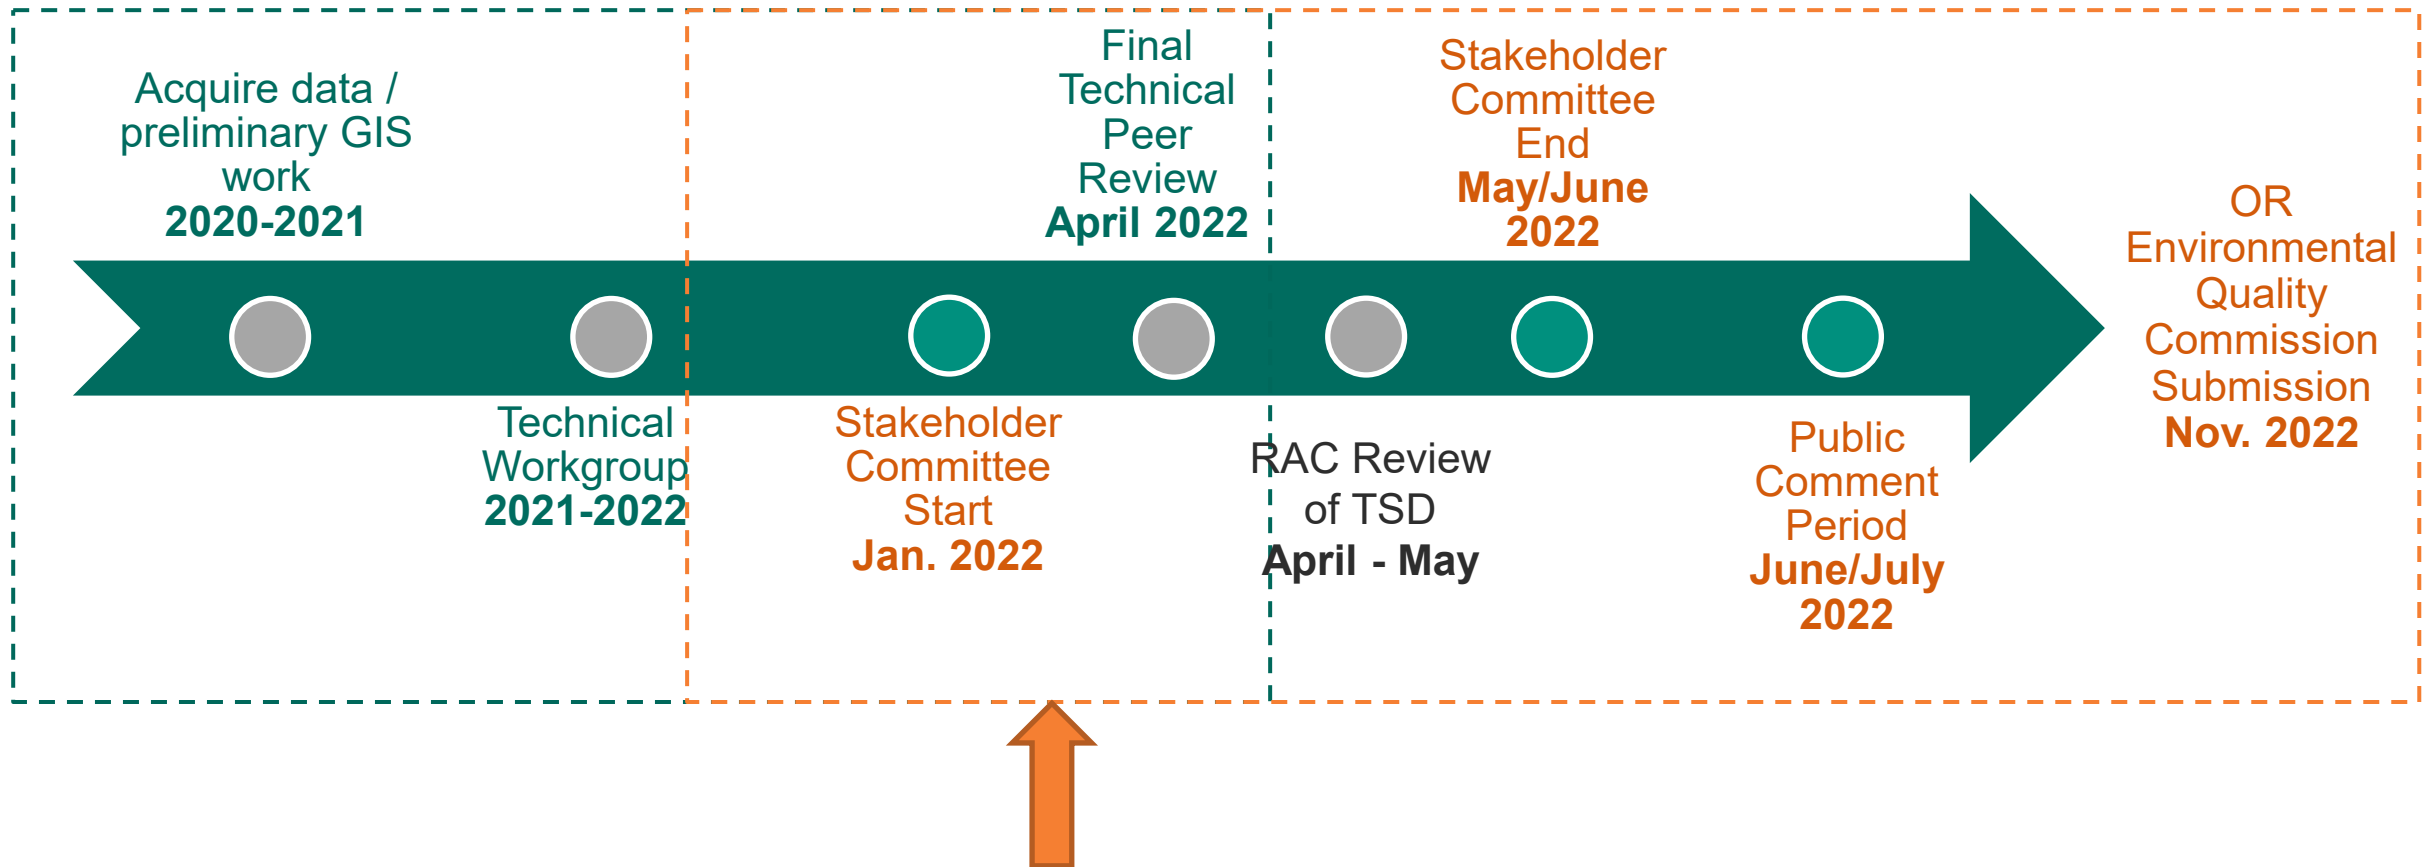 Acquire data /
preliminary GIS
work
2020-2021
Technical
Workgroup
2021-2022
Stakeholder
Committee
Start
Jan. 2022
Final
Technical
Peer
Review
April 2022
RAC Review
of TSD
April - May
Stakeholder
Committee
End
May/June
2022
Public
Comment
Period
June/July
2022
OR
Environmental
Quality
Commission
Submission
Nov. 2022